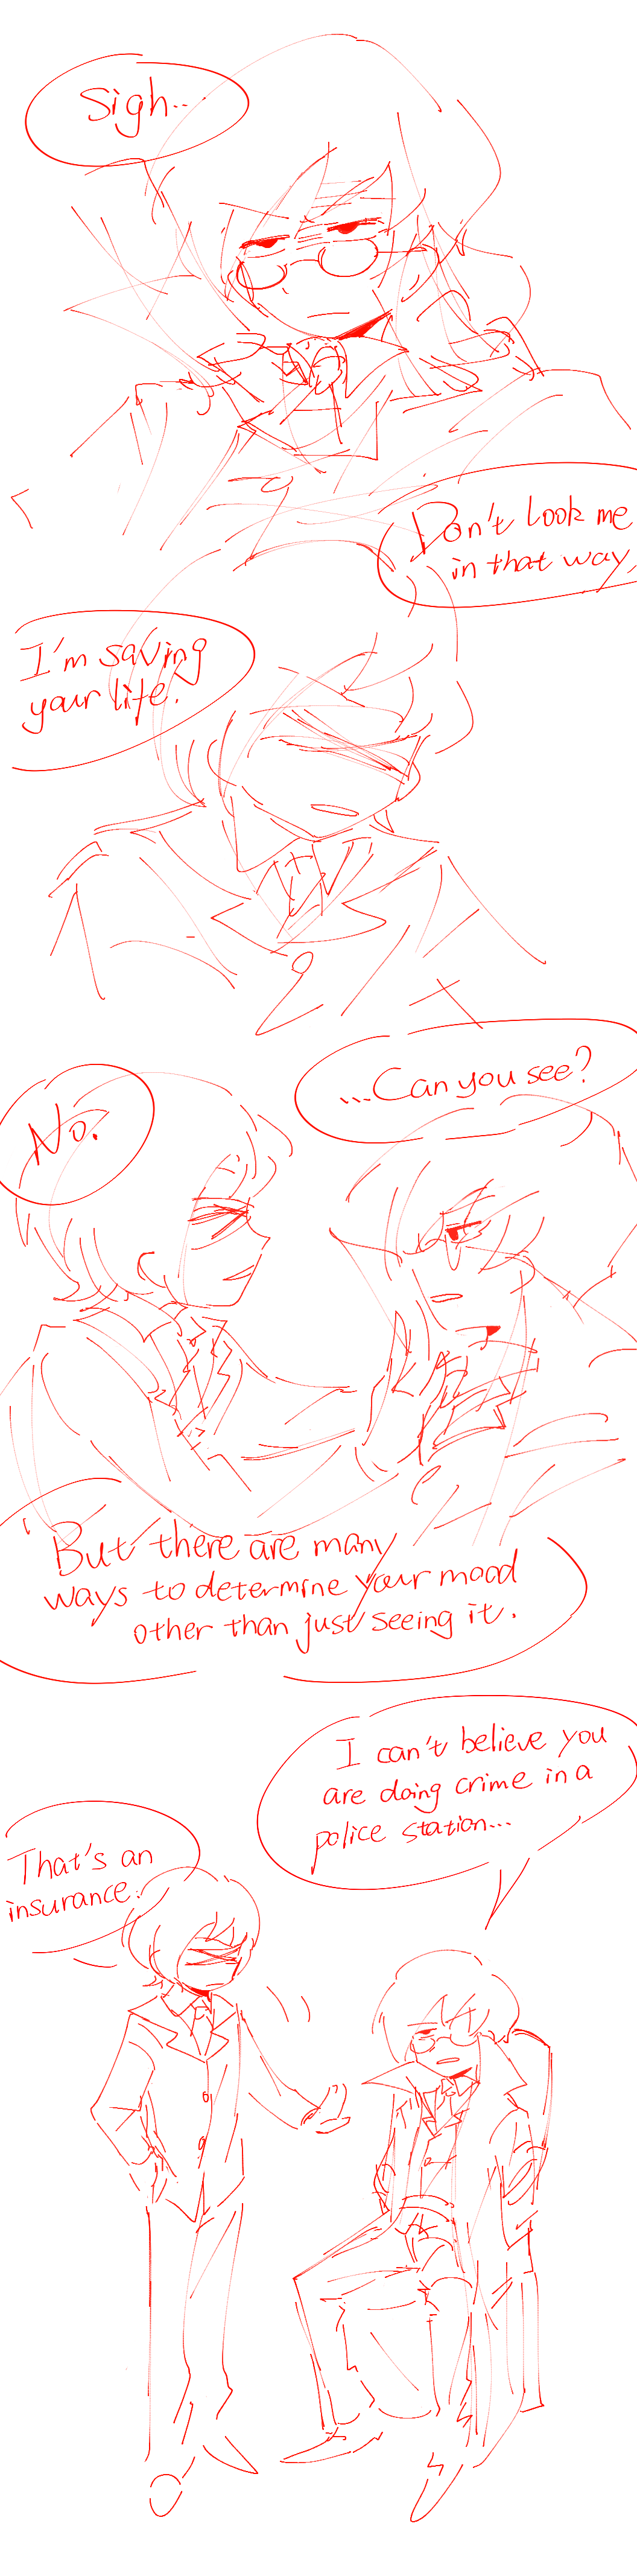 Sigh...
Don't look me
in that way,
I'm saving
your life.
...Can you see?
No.
But there are many
ways to determine your mood
other than just seeing it.
I can't believe you
are doing crime in a
police station...
That's an
insurance.